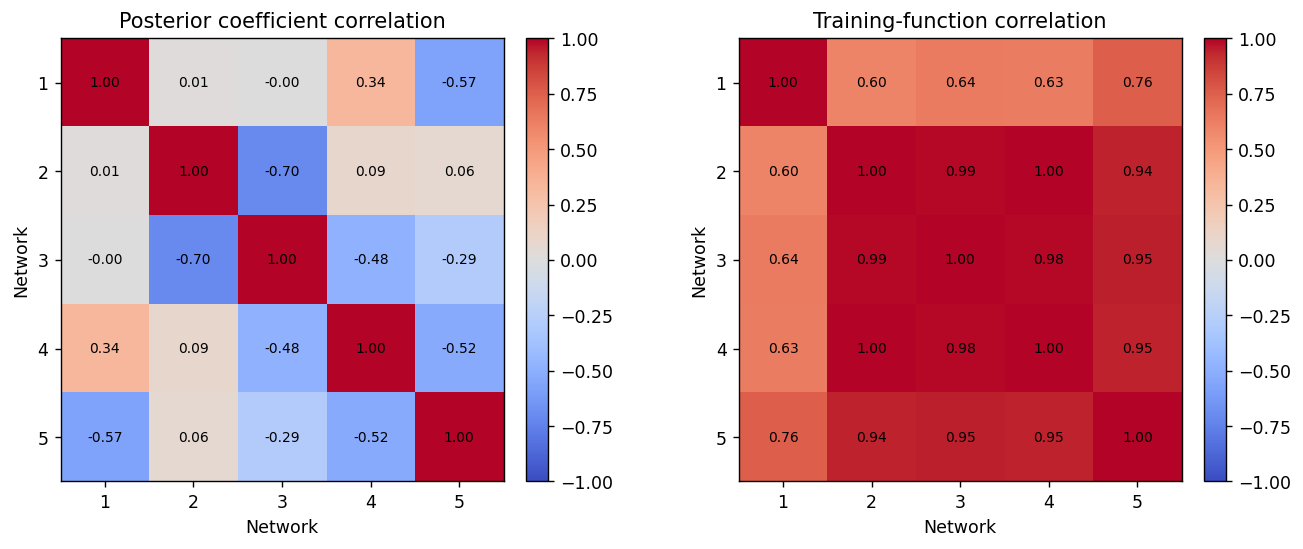 Posterior coefficient correlation
1.00 0.01 -0.00 0.34 -0.57
0.01 1.00 -0.70 0.09 0.06
-0.00 -0.70 1.00 -0.48 -0.29
0.34 0.09 -0.48 1.00 -0.52
-0.57 0.06 -0.29 -0.52 1.00
1
2
3
4
5
Network
1 2 3 4 5
Network
1.00
0.75
0.50
0.25
0.00
−0.25
−0.50
−0.75
−1.00
Training-function correlation
1.00 0.60 0.64 0.63 0.76
0.60 1.00 0.99 1.00 0.94
0.64 0.99 1.00 0.98 0.95
0.63 1.00 0.98 1.00 0.95
0.76 0.94 0.95 0.95 1.00
1
2
3
4
5
Network
1 2 3 4 5
Network
1.00
0.75
0.50
0.25
0.00
−0.25
−0.50
−0.75
−1.00